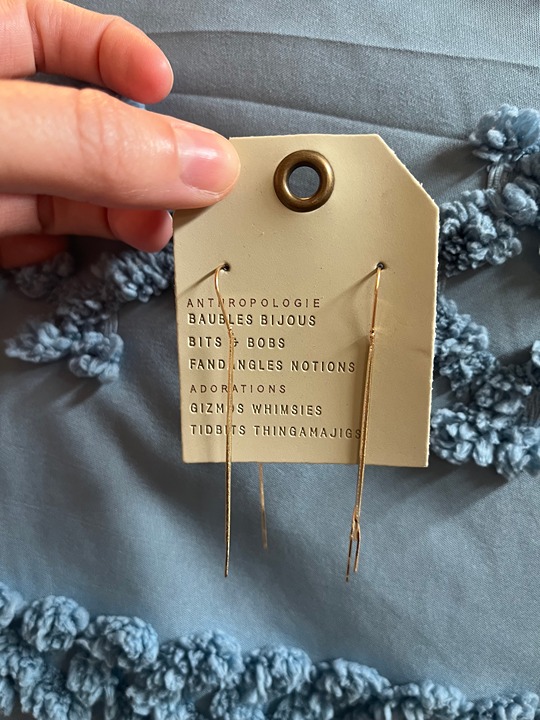 ANTHROPOLOGIE
BAUBLES BIJOUS
BITS & BOBS
FANDANGLES NOTIONS
ADORATIONS
GIZMOS WHIMSIES
TIDBITS THINGAMAJIGS